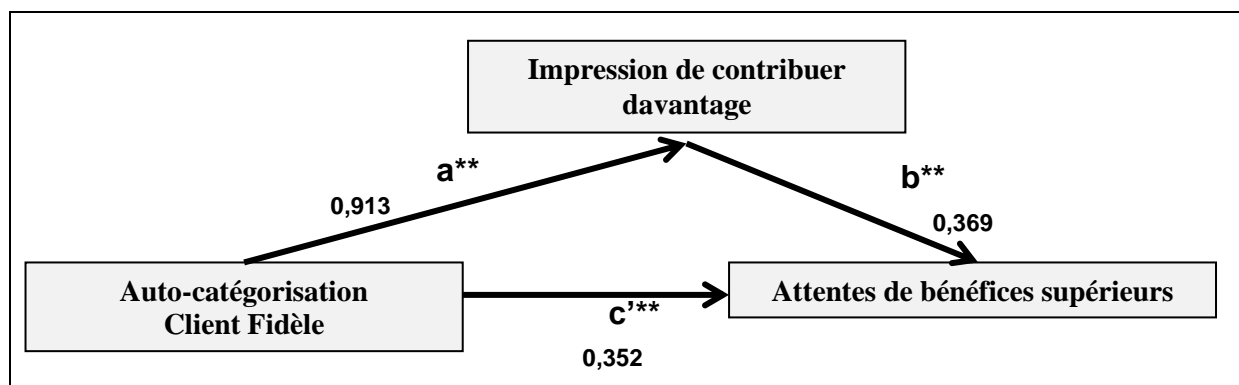 Impression de contribuer
davantage
a**
0,913
b**
0,369
Auto-catégorisation
Client Fidèle
c’**
0,352
Attentes de bénéfices supérieurs